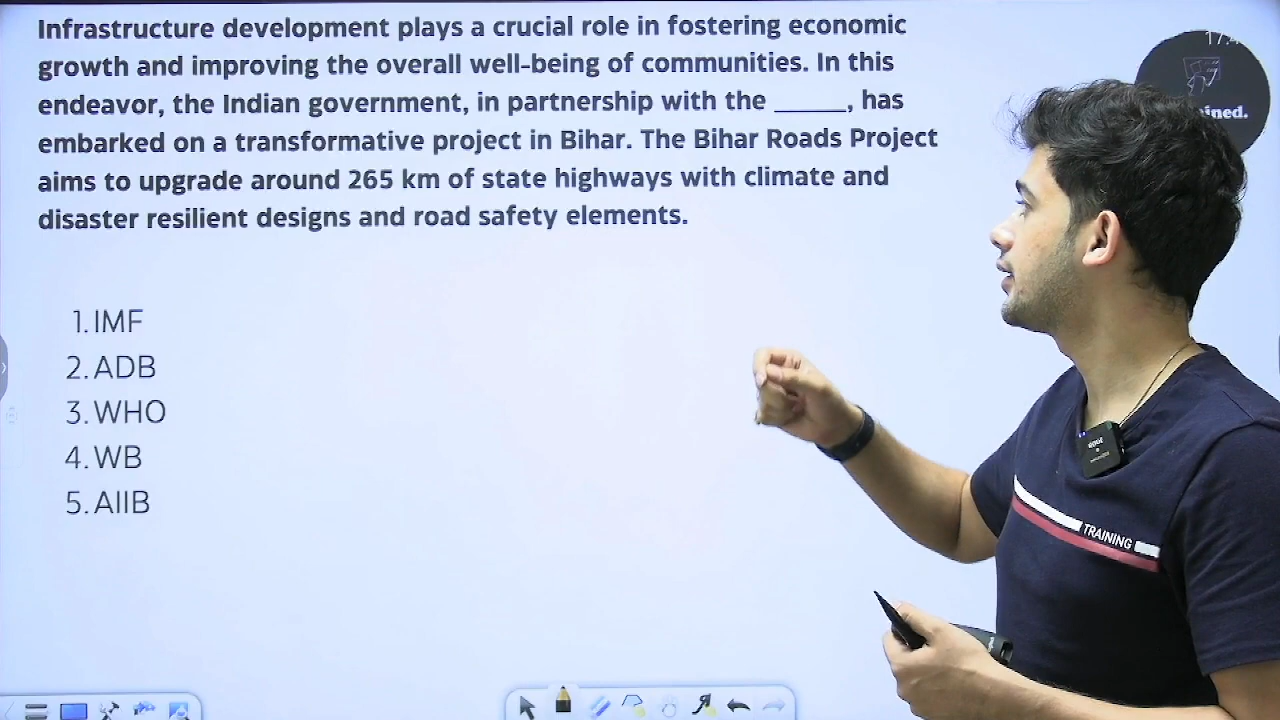 Infrastructure development plays a crucial role in fostering economic
growth and improving the overall well-being of communities. In this
endeavor, the Indian government, in partnership with the _____, has
embarked on a transformative project in Bihar. The Bihar Roads Project
aims to upgrade around 265 km of state highways with climate and
disaster resilient designs and road safety elements.
1. IMF
2. ADB
3. WHO
4. WB
5. AIIB
TRAINING